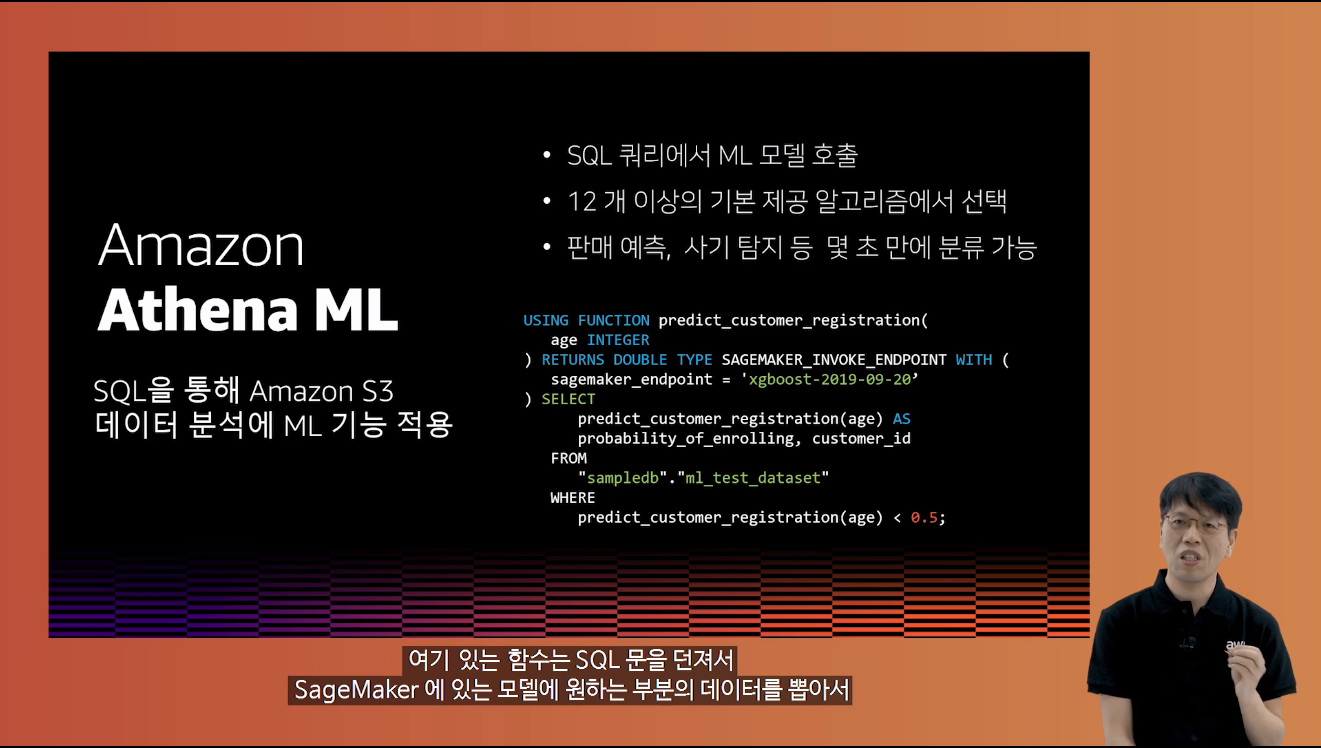 Amazon
Athena ML
SQL을 통해 Amazon S3
데이터 분석에 ML 기능 적용
• SQL 쿼리에서 ML 모델 호출
• 12 개 이상의 기본 제공 알고리즘에서 선택
• 판매 예측, 사기 탐지 등 몇 초 만에 분류 가능
USING FUNCTION predict_customer_registration(
age INTEGER
) RETURNS DOUBLE TYPE SAGEMAKER_INVOKE_ENDPOINT WITH (
sagemaker_endpoint = 'xgboost-2019-09-20’
) SELECT
predict_customer_registration(age) AS
probability_of_enrolling, customer_id
FROM
"sampledb"."ml_test_dataset"
WHERE
predict_customer_registration(age) < 0.5;
여기 있는 함수는 SQL 문을 던져서
SageMaker 에 있는 모델에 원하는 부분의 데이터를 뽑아서